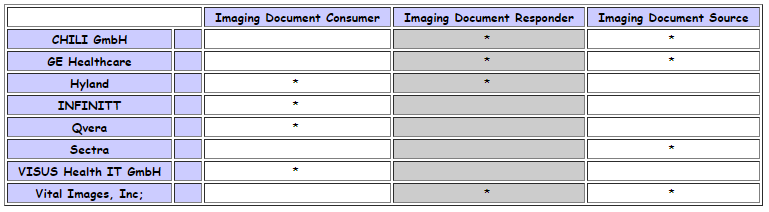 Imaging Document Consumer Imaging Document Responder Imaging Document Source
CHILI GmbH * *
GE Healthcare * *
Hyland * *
INFINITT *
Qvera *
Sectra *
VISUS Health IT GmbH *
Vital Images, Inc; * *